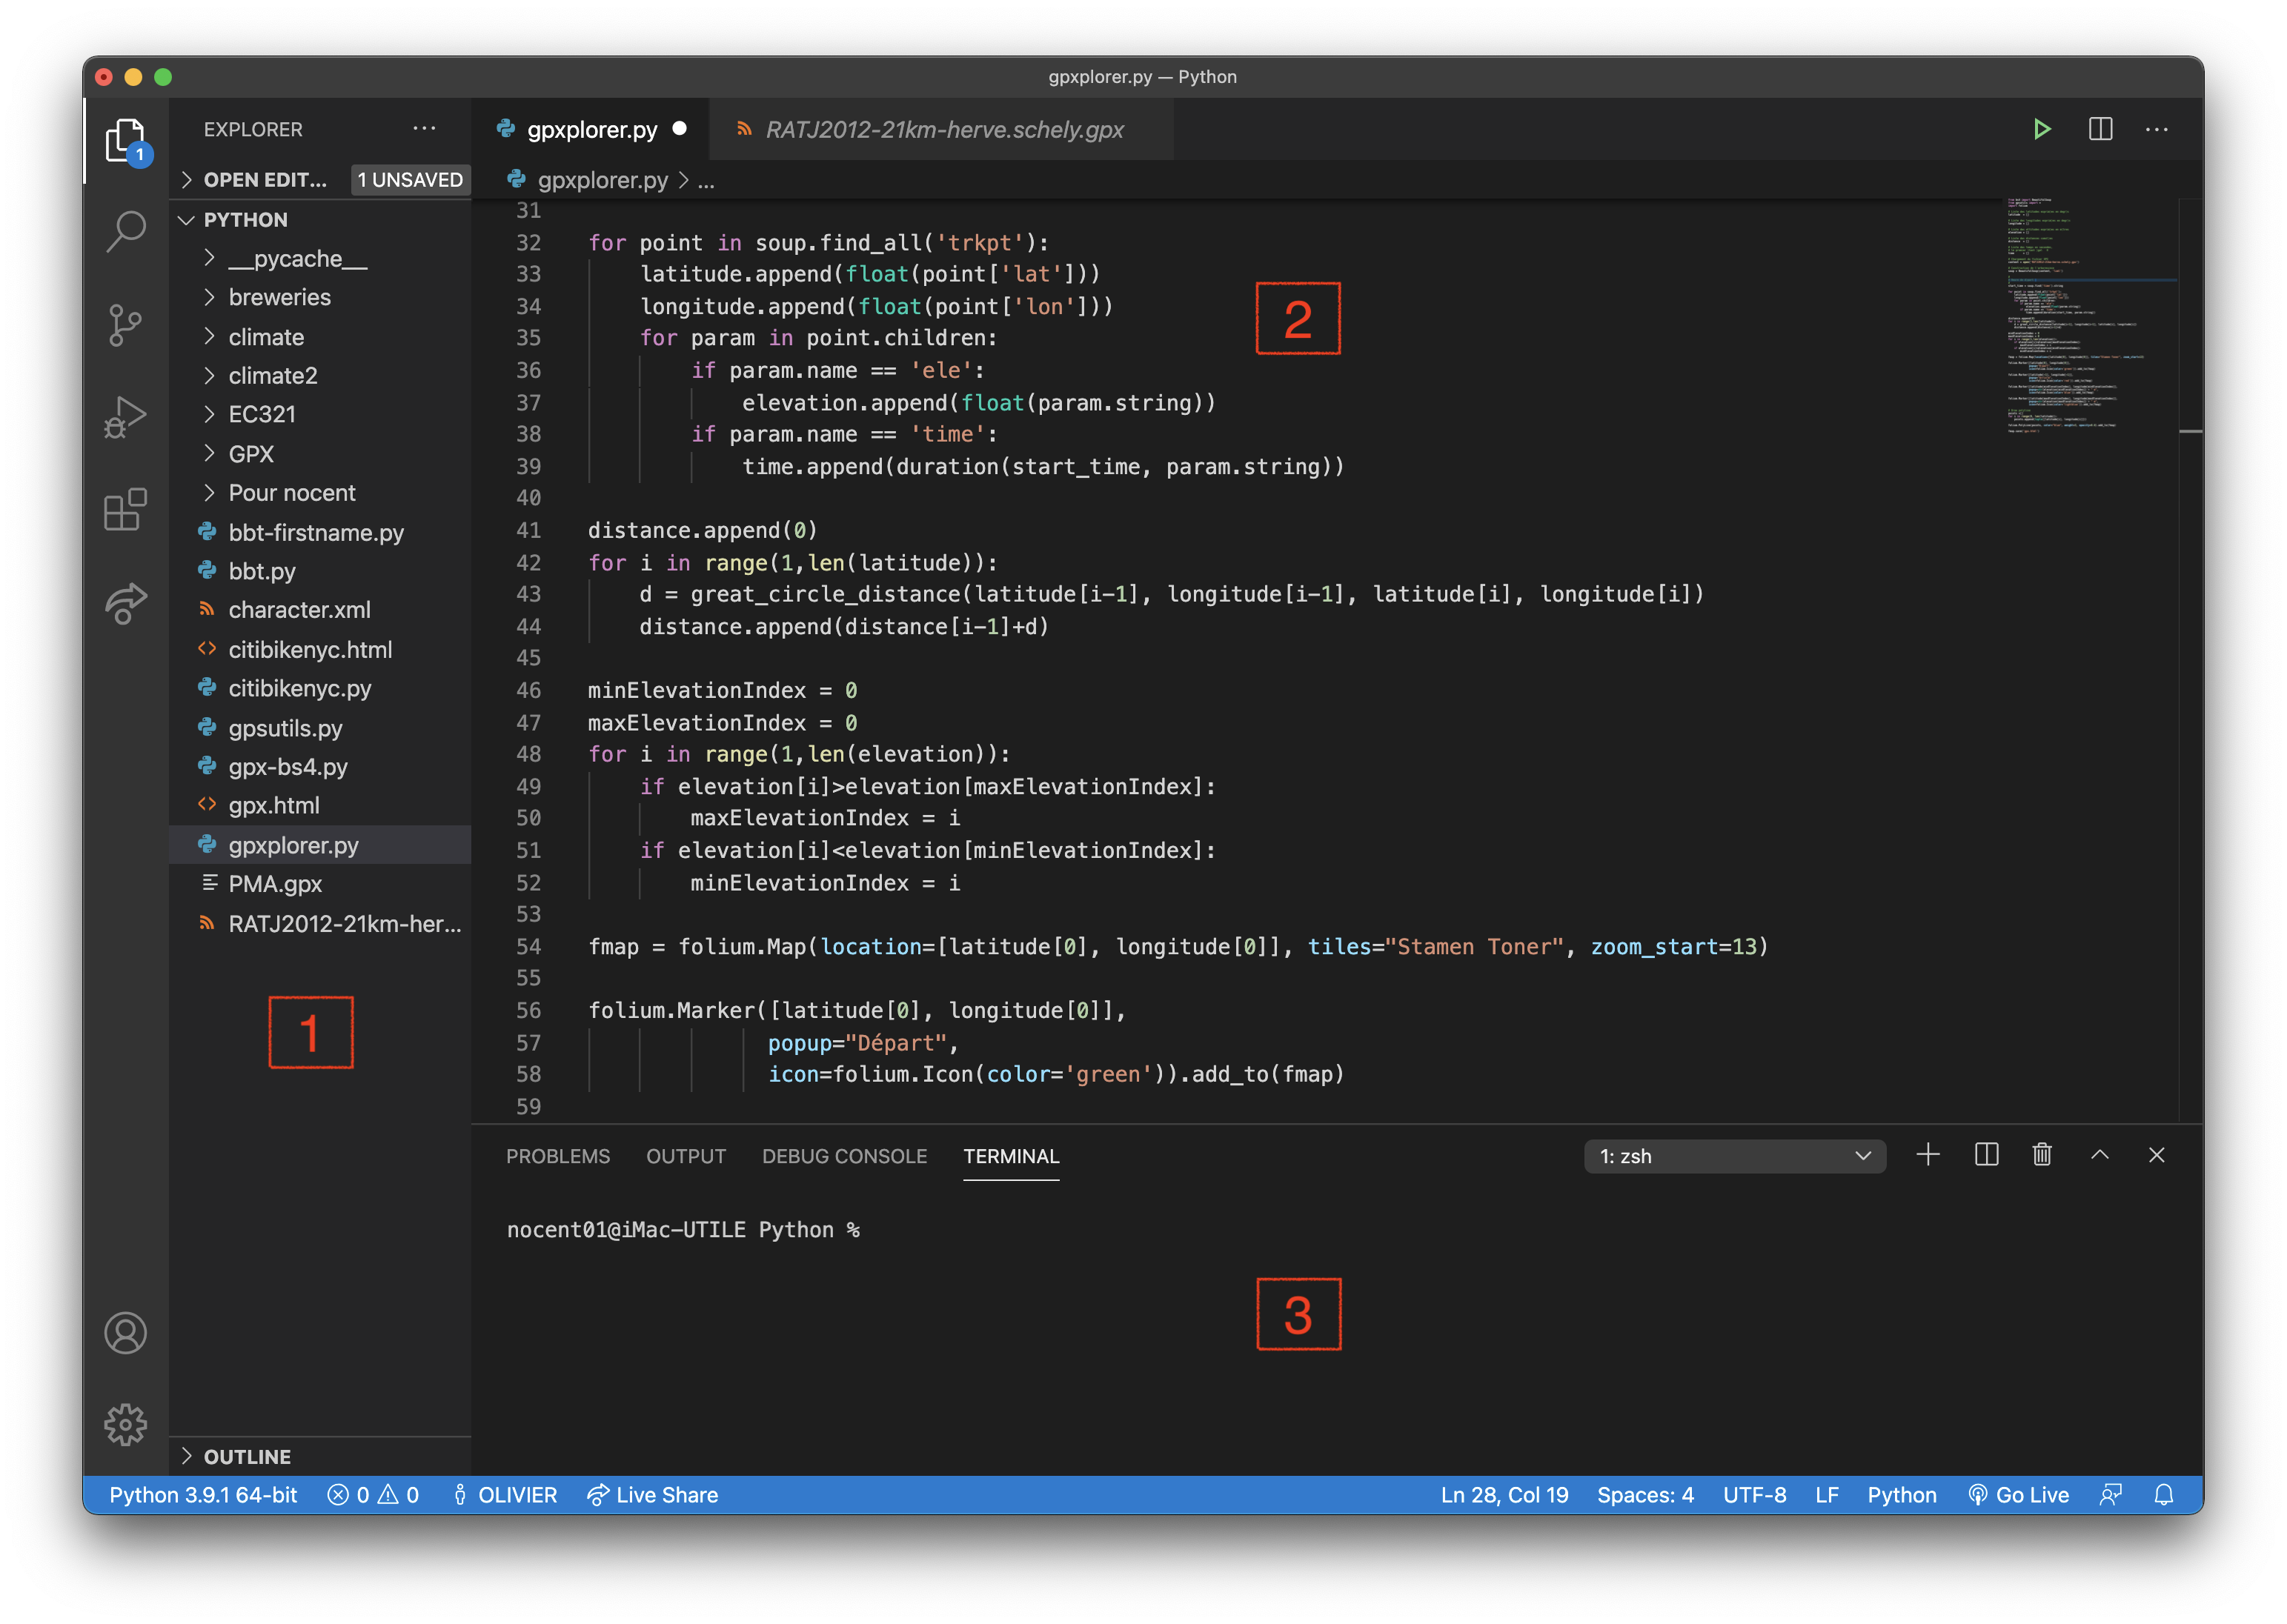 gpxplorer.py — Python
1
EXPLORER
OPEN EDIT... 1 UNSAVED
PYTHON
__pycache__
breweries
climate
climate2
EC321
GPX
Pour nocent
bbt-firstname.py
bbt.py
character.xml
citibikenyc.html
citibikenyc.py
gpsutils.py
gpx-bs4.py
gpx.html
gpxplorer.py
PMA.gpx
RATJ2012-21km-her...
1
OUTLINE
gpxplorer.py RATJ2012-21km-herve.schely.gpx
gpxplorer.py > ...
31
32 for point in soup.find_all('trkpt'):
33 latitude.append(float(point['lat']))
34 longitude.append(float(point['lon']))
35 for param in point.children:
36 if param.name == 'ele':
37 elevation.append(float(param.string))
38 if param.name == 'time':
39 time.append(duration(start_time, param.string))
40
41 distance.append(0)
42 for i in range(1,len(latitude)):
43 d = great_circle_distance(latitude[i-1], longitude[i-1], latitude[i], longitude[i])
44 distance.append(distance[i-1]+d)
45
46 minElevationIndex = 0
47 maxElevationIndex = 0
48 for i in range(1,len(elevation)):
49 if elevation[i]>elevation[maxElevationIndex]:
50 maxElevationIndex = i
51 if elevation[i]<elevation[minElevationIndex]:
52 minElevationIndex = i
53
54 fmap = folium.Map(location=[latitude[0], longitude[0]], tiles="Stamen Toner", zoom_start=13)
55
56 folium.Marker([latitude[0], longitude[0]],
57 popup="Départ",
58 icon=folium.Icon(color='green')).add_to(fmap)
59
2
PROBLEMS OUTPUT DEBUG CONSOLE TERMINAL 1: zsh
nocent01@iMac-UTILE Python %
3
Python 3.9.1 64-bit 0 0 OLIVIER Live Share Ln 28, Col 19 Spaces: 4 UTF-8 LF Python Go Live